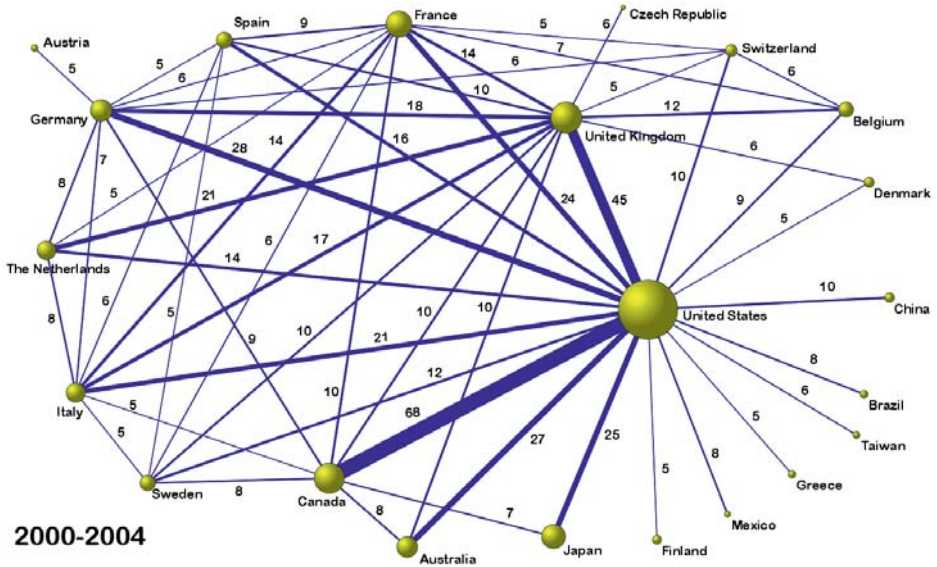 France
5
6
Czech Republic
Spain
9
Austria
14
7
Switzerland
5
5
6
6
6
10
5
Germany
18
12
Belgium
United Kingdom
28
14
16
6
7
8
5
21
24
45
10
9
Denmark
5
6
17
The Netherlands
14
10
China
United States
8
6
5
9
10
21
10
10
12
8
Brazil
6
Taiwan
Italy
5
5
10
68
27
25
5
5
8
Greece
Sweden
8
Canada
8
7
Mexico
2000-2004
Australia
Japan
Finland